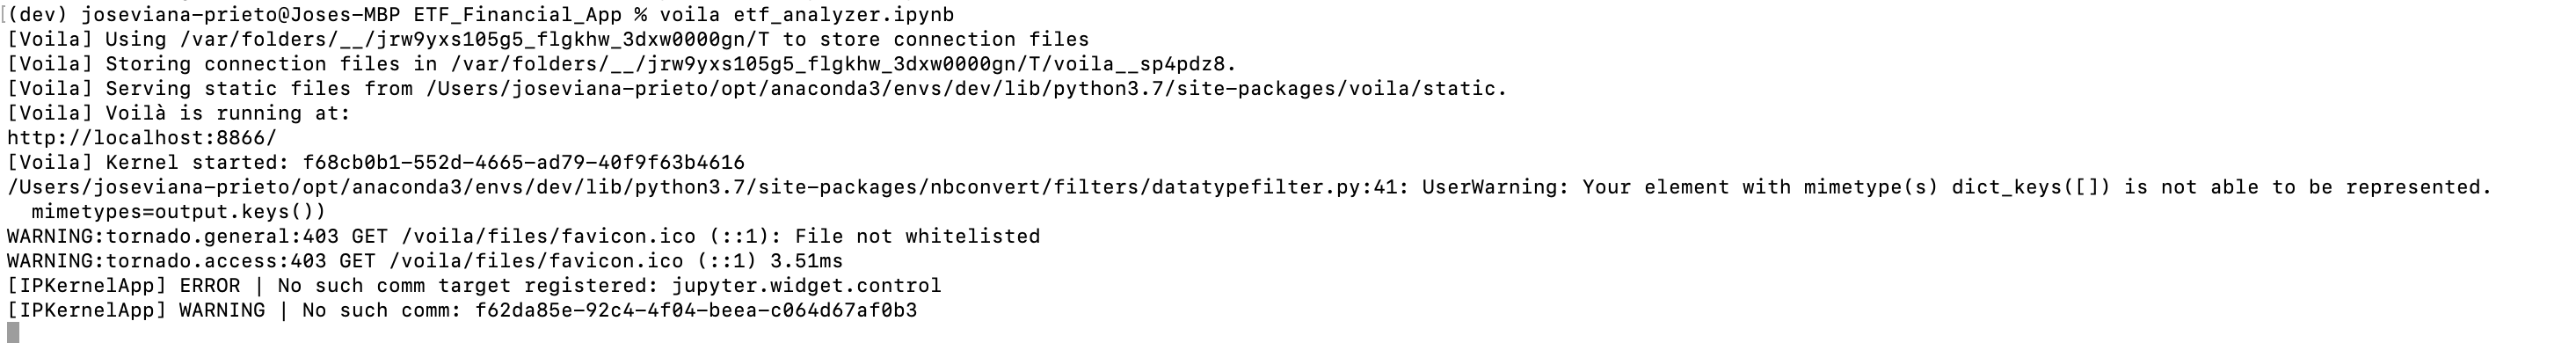 (dev) joseviana-prieto@Joses-MBP ETF_Financial_App % voila etf_analyzer.ipynb
[Voila] Using /var/folders/__/jrw9yxs105g5_flgkhw_3dxw0000gn/T to store connection files
[Voila] Storing connection files in /var/folders/__/jrw9yxs105g5_flgkhw_3dxw0000gn/T/voila__sp4pdz8.
[Voila] Serving static files from /Users/joseviana-prieto/opt/anaconda3/envs/dev/lib/python3.7/site-packages/voila/static.
[Voila] Voilà is running at:
http://localhost:8866/
[Voila] Kernel started: f68cb0b1-552d-4665-ad79-40f9f63b4616
/Users/joseviana-prieto/opt/anaconda3/envs/dev/lib/python3.7/site-packages/nbconvert/filters/datatypefilter.py:41: UserWarning: Your element with mimetype(s) dict_keys([]) is not able to be represented.
  mimetypes=output.keys())
WARNING:tornado.general:403 GET /voila/files/favicon.ico (::1): File not whitelisted
WARNING:tornado.access:403 GET /voila/files/favicon.ico (::1) 3.51ms
[IPKernelApp] ERROR | No such comm target registered: jupyter.widget.control
[IPKernelApp] WARNING | No such comm: f62da85e-92c4-4f04-beea-c064d67af0b3